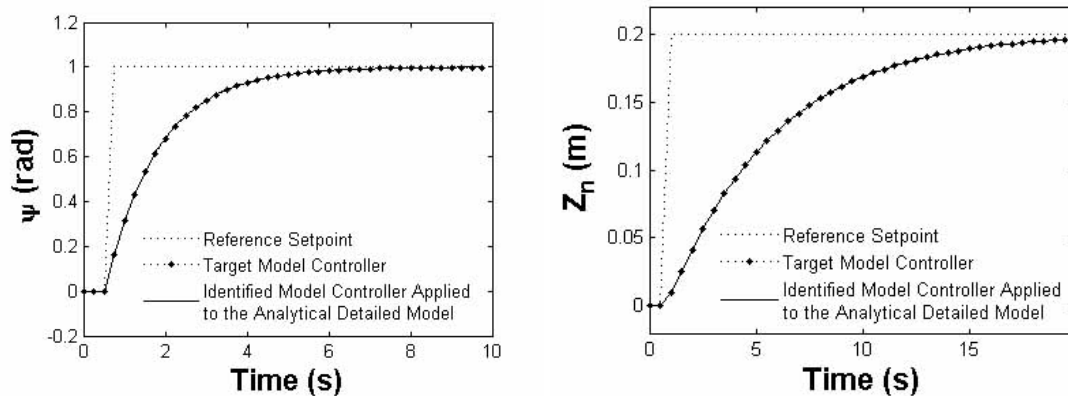 1.2
1
0.8
0.6
0.4
0.2
0
-0.2
ψ (rad)
Reference Setpoint
Target Model Controller
Identified Model Controller Applied
to the Analytical Detailed Model
0 2 4 6 8 10
Time (s)
0.2
0.15
0.1
0.05
0
Zn (m)
Reference Setpoint
Target Model Controller
Identified Model Controller Applied
to the Analytical Detailed Model
0 5 10 15
Time (s)